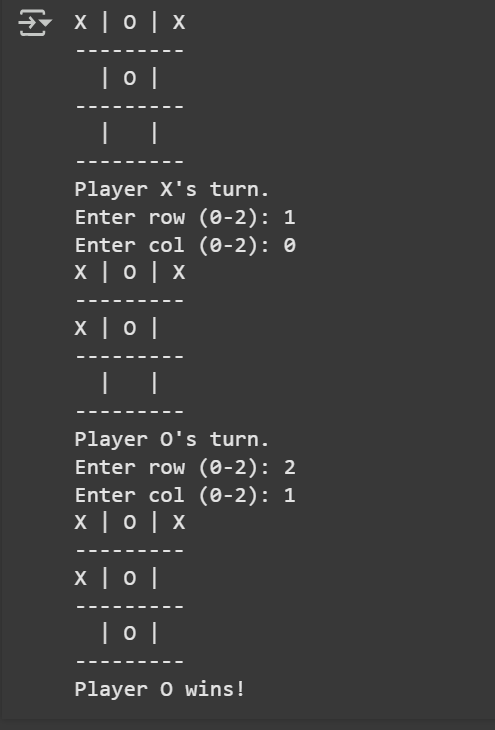 X | O | X
---------
  | O |
---------
  |   |
---------
Player X's turn.
Enter row (0-2): 1
Enter col (0-2): 0
X | O | X
---------
X | O |
---------
  |   |
---------
Player O's turn.
Enter row (0-2): 2
Enter col (0-2): 1
X | O | X
---------
X | O |
---------
  | O |
---------
Player O wins!